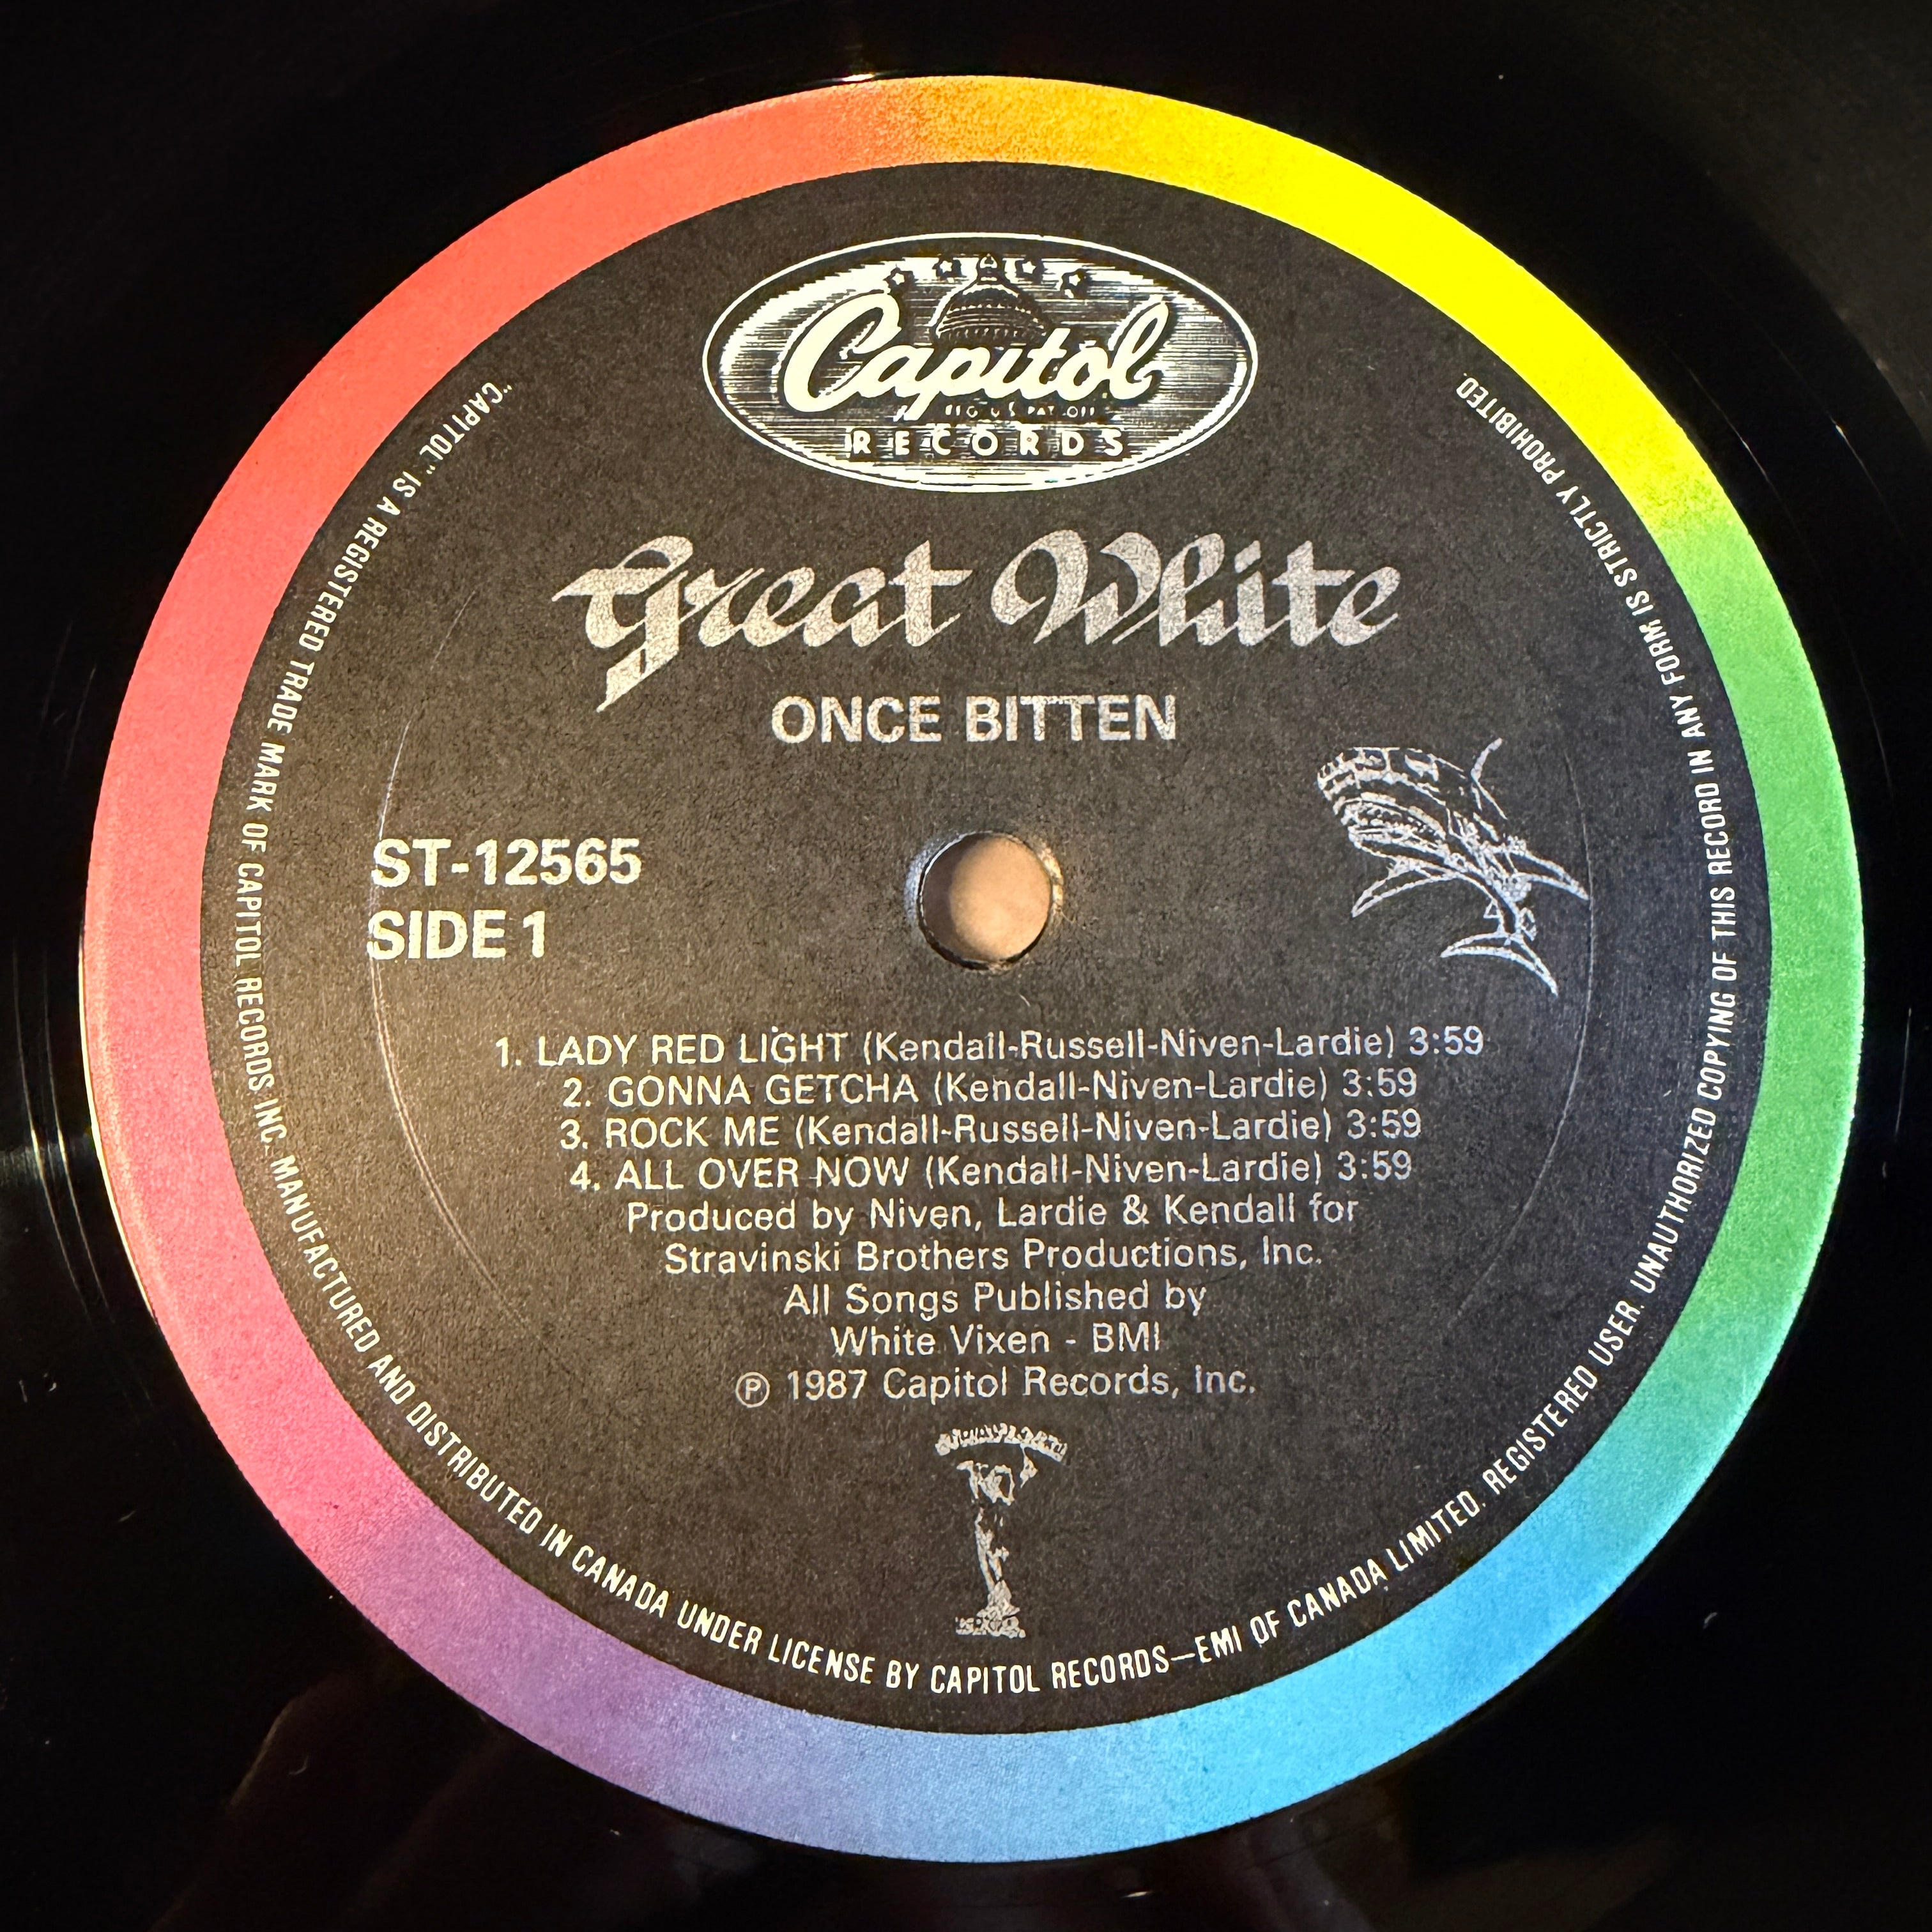 Capitol
REG. U.S. PAT. OFF.
RECORDS
Great White
ONCE BITTEN
ST-12565
SIDE 1
1. LADY RED LIGHT (Kendall-Russell-Niven-Lardie) 3:59
2. GONNA GETCHA (Kendall-Niven-Lardie) 3:59
3. ROCK ME (Kendall-Russell-Niven-Lardie) 3:59
4. ALL OVER NOW (Kendall-Niven-Lardie) 3:59
Produced by Niven, Lardie & Kendall for
Stravinski Brothers Productions, Inc.
All Songs Published by
White Vixen - BMI
Ⓟ 1987 Capitol Records, Inc.
"CAPITOL" IS A REGISTERED TRADE MARK OF CAPITOL RECORDS INC. MANUFACTURED AND DISTRIBUTED IN CANADA UNDER LICENSE BY CAPITOL RECORDS—EMI OF CANADA LIMITED. REGISTERED USER. UNAUTHORIZED COPYING OF THIS RECORD IN ANY FORM IS STRICTLY PROHIBITED